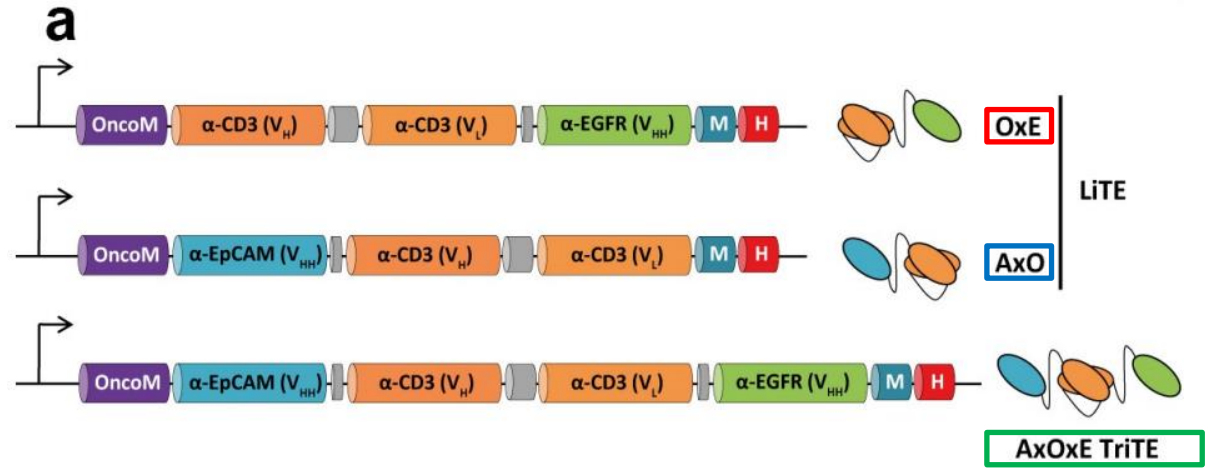 a
OncoM α-CD3 (VH) α-CD3 (VL) α-EGFR (VHH) M H OxE
LiTE
OncoM α-EpCAM (VHH) α-CD3 (VH) α-CD3 (VL) M H AxO
OncoM α-EpCAM (VHH) α-CD3 (VH) α-CD3 (VL) α-EGFR (VHH) M H
AxOxE TriTE